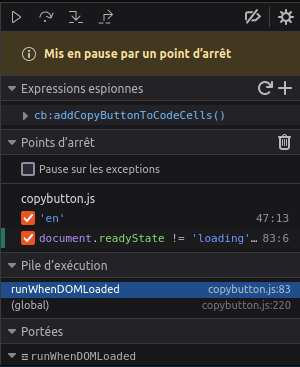 Mis en pause par un point d’arrêt
Expressions espionnes
cb:addCopyButtonToCodeCells()
Points d’arrêt
Pause sur les exceptions
copybutton.js
'en' 47:13
document.readyState != 'loading'… 83:6
Pile d’exécution
runWhenDOMLoaded copybutton.js:83
(global) copybutton.js:220
Portées
runWhenDOMLoaded